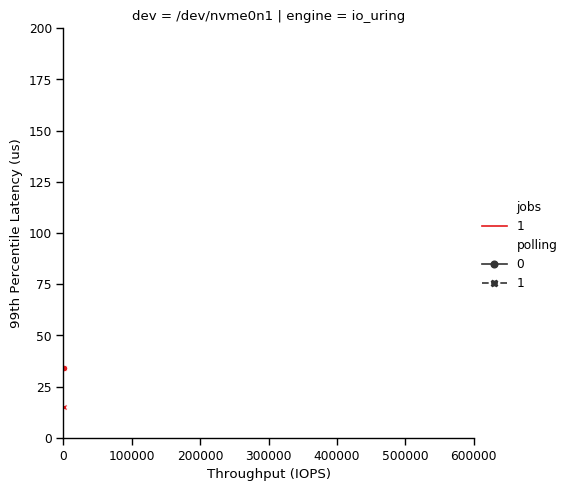 dev = /dev/nvme0n1 | engine = io_uring
200
175
150
125
100
75
50
25
0
99th Percentile Latency (us)
0 100000 200000 300000 400000 500000 600000
Throughput (IOPS)
jobs
1
polling
0
1